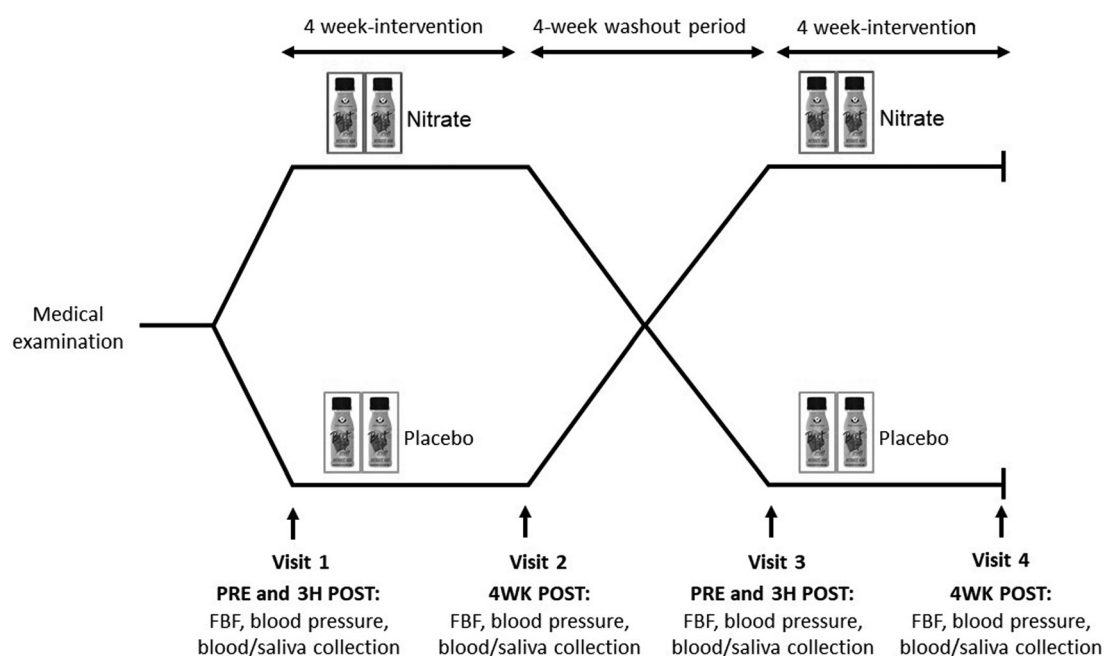 4 week-intervention
4-week washout period
4 week-intervention
Nitrate
Nitrate
Medical
examination
Placebo
Placebo
Visit 1
PRE and 3H POST:
FBF, blood pressure,
blood/saliva collection
Visit 2
4WK POST:
FBF, blood pressure,
blood/saliva collection
Visit 3
PRE and 3H POST:
FBF, blood pressure,
blood/saliva collection
Visit 4
4WK POST:
FBF, blood pressure,
blood/saliva collection